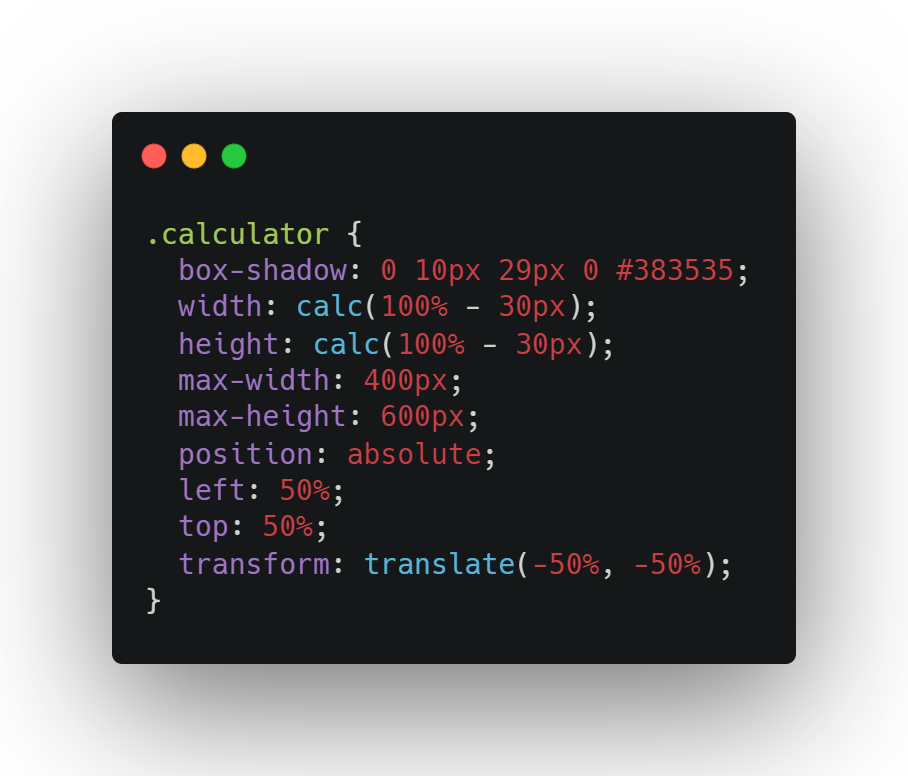 .calculator {
  box-shadow: 0 10px 29px 0 #383535;
  width: calc(100% - 30px);
  height: calc(100% - 30px);
  max-width: 400px;
  max-height: 600px;
  position: absolute;
  left: 50%;
  top: 50%;
  transform: translate(-50%, -50%);
}